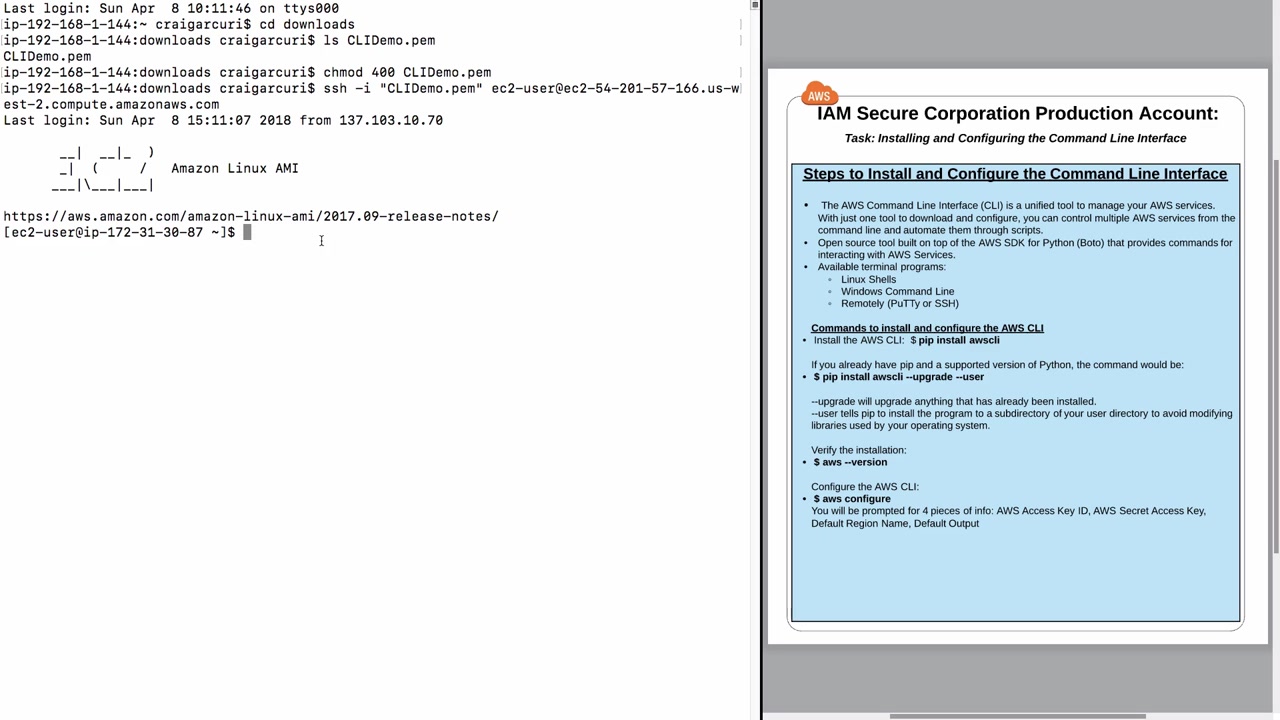 Last login: Sun Apr  8 10:11:46 on ttys000
ip-192-168-1-144:~ craigarcuri$ cd downloads
ip-192-168-1-144:downloads craigarcuri$ ls CLIDemo.pem
CLIDemo.pem
ip-192-168-1-144:downloads craigarcuri$ chmod 400 CLIDemo.pem
ip-192-168-1-144:downloads craigarcuri$ ssh -i "CLIDemo.pem" ec2-user@ec2-54-201-57-166.us-w
est-2.compute.amazonaws.com
Last login: Sun Apr  8 15:11:07 2018 from 137.103.10.70
       __|  __|_  )
       _|  (     /   Amazon Linux AMI
      ___|\___|___|
https://aws.amazon.com/amazon-linux-ami/2017.09-release-notes/
[ec2-user@ip-172-31-30-87 ~]$
AWS
IAM Secure Corporation Production Account:
Task: Installing and Configuring the Command Line Interface
Steps to Install and Configure the Command Line Interface
• The AWS Command Line Interface (CLI) is a unified tool to manage your AWS services.
With just one tool to download and configure, you can control multiple AWS services from the
command line and automate them through scripts.
• Open source tool built on top of the AWS SDK for Python (Boto) that provides commands for
interacting with AWS Services.
• Available terminal programs:
◦ Linux Shells
◦ Windows Command Line
◦ Remotely (PuTTy or SSH)
Commands to install and configure the AWS CLI
• Install the AWS CLI: $ pip install awscli
If you already have pip and a supported version of Python, the command would be:
• $ pip install awscli --upgrade --user
--upgrade will upgrade anything that has already been installed.
--user tells pip to install the program to a subdirectory of your user directory to avoid modifying
libraries used by your operating system.
Verify the installation:
• $ aws --version
Configure the AWS CLI:
• $ aws configure
You will be prompted for 4 pieces of info: AWS Access Key ID, AWS Secret Access Key,
Default Region Name, Default Output